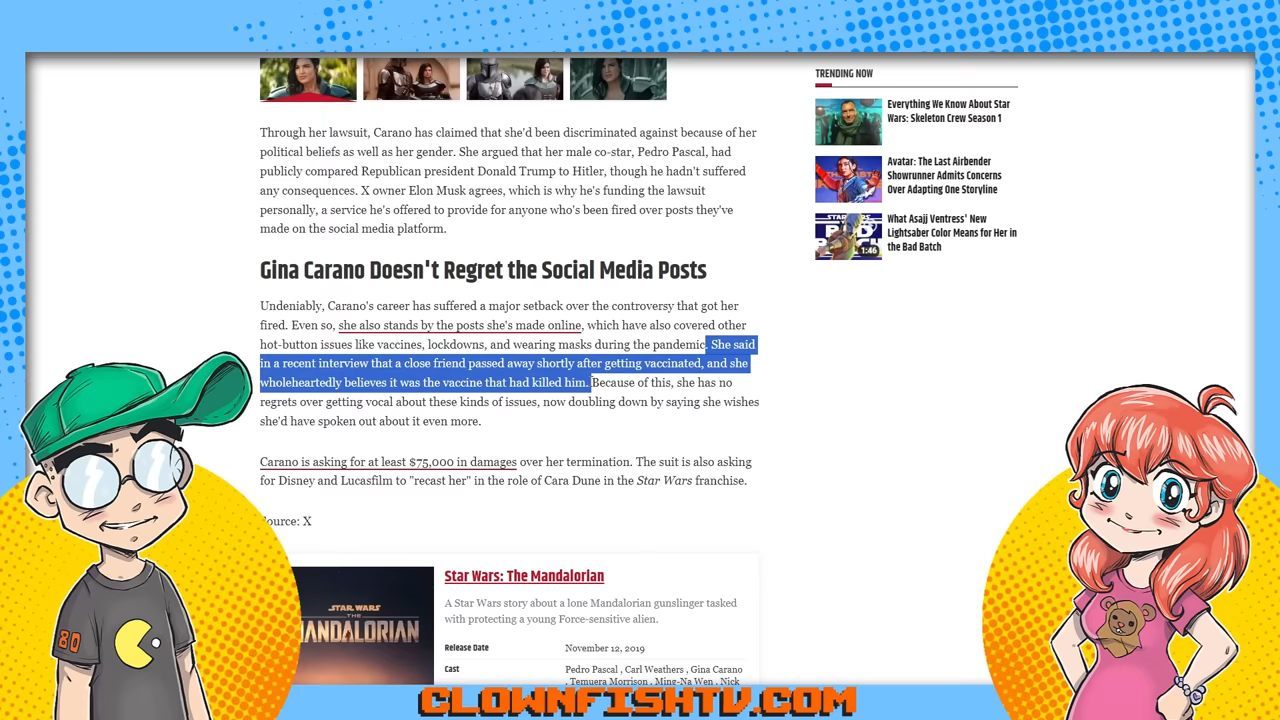 TRENDING NOW
Everything We Know About Star
Wars: Skeleton Crew Season 1
Avatar: The Last Airbender
Showrunner Admits Concerns
Over Adapting One Storyline
What Asajj Ventress' New
Lightsaber Color Means for Her in
the Bad Batch
1:46
Through her lawsuit, Carano has claimed that she'd been discriminated against because of her
political beliefs as well as her gender. She argued that her male co-star, Pedro Pascal, had
publicly compared Republican president Donald Trump to Hitler, though he hadn't suffered
any consequences. X owner Elon Musk agrees, which is why he's funding the lawsuit
personally, a service he's offered to provide for anyone who's been fired over posts they've
made on the social media platform.
Gina Carano Doesn't Regret the Social Media Posts
Undeniably, Carano's career has suffered a major setback over the controversy that got her
fired. Even so, she also stands by the posts she's made online, which have also covered other
hot-button issues like vaccines, lockdowns, and wearing masks during the pandemic. She said
in a recent interview that a close friend passed away shortly after getting vaccinated, and she
wholeheartedly believes it was the vaccine that had killed him. Because of this, she has no
regrets over getting vocal about these kinds of issues, now doubling down by saying she wishes
she'd have spoken out about it even more.
Carano is asking for at least $75,000 in damages over her termination. The suit is also asking
for Disney and Lucasfilm to "recast her" in the role of Cara Dune in the Star Wars franchise.
ource: X
STAR WARS
THE
MANDALORIAN
Star Wars: The Mandalorian
A Star Wars story about a lone Mandalorian gunslinger tasked
with protecting a young Force-sensitive alien.
Release Date November 12, 2019
Cast Pedro Pascal , Carl Weathers , Gina Carano
, Temuera Morrison , Ming-Na Wen , Nick
80
CLOWNFISHTV.COM